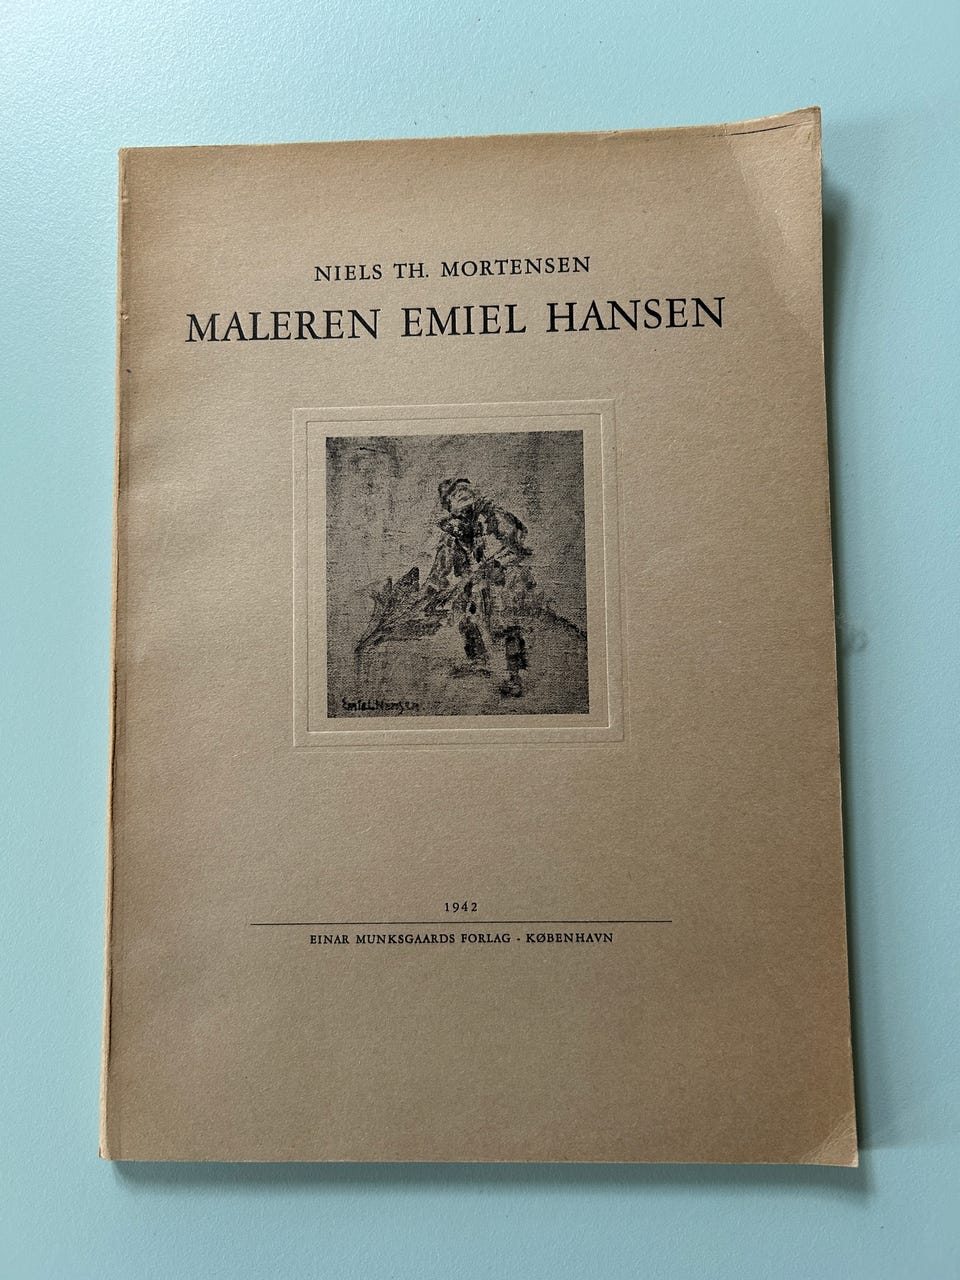 NIELS TH. MORTENSEN
MALEREN EMIEL HANSEN
Emiel Hansen
1942
EINAR MUNKSGAARDS FORLAG - KØBENHAVN